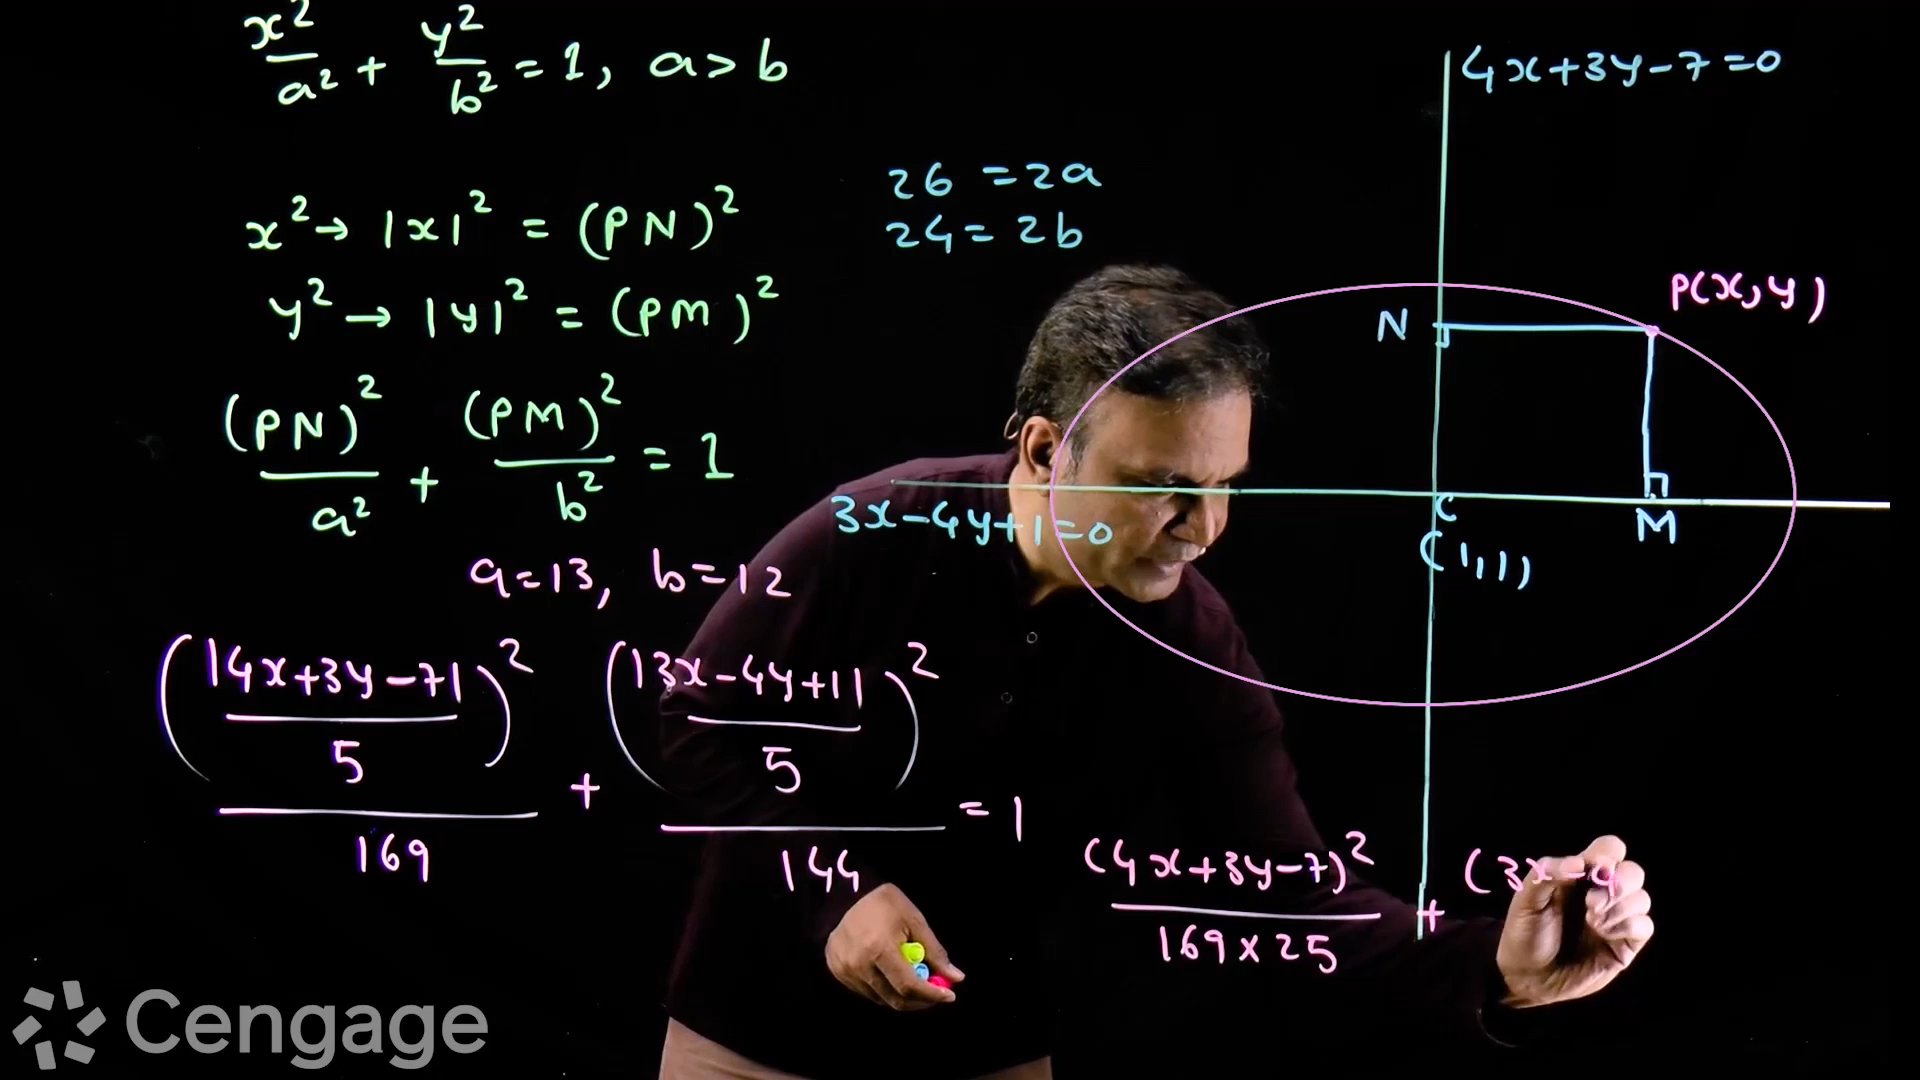 x²/a² + y²/b² = 1, a > b
x² → |x|² = (PN)²
y² → |y|² = (PM)²
(PN)²/a² + (PM)²/b² = 1
a = 13, b = 12
(|4x+3y-7|/5)²/169 + (|3x-4y+1|/5)²/144 = 1
26 = 2a
24 = 2b
4x+3y-7=0
P(x,y)
N
C
M
(1,1)
3x-4y+1=0
(4x+3y-7)²/169×25 + (3x-4
Cengage